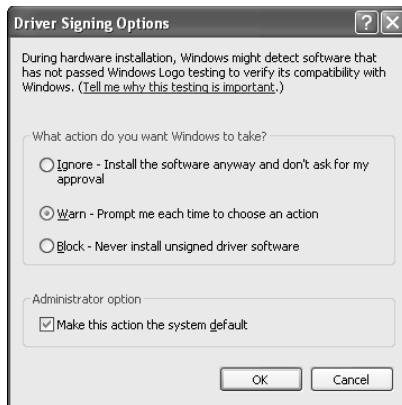 Driver Signing Options
During hardware installation, Windows might detect software that
has not passed Windows Logo testing to verify its compatibility with
Windows. (Tell me why this testing is important.)
What action do you want Windows to take?
Ignore - Install the software anyway and don't ask for my
approval
Warn - Prompt me each time to choose an action
Block - Never install unsigned driver software
Administrator option
Make this action the system default
OK Cancel